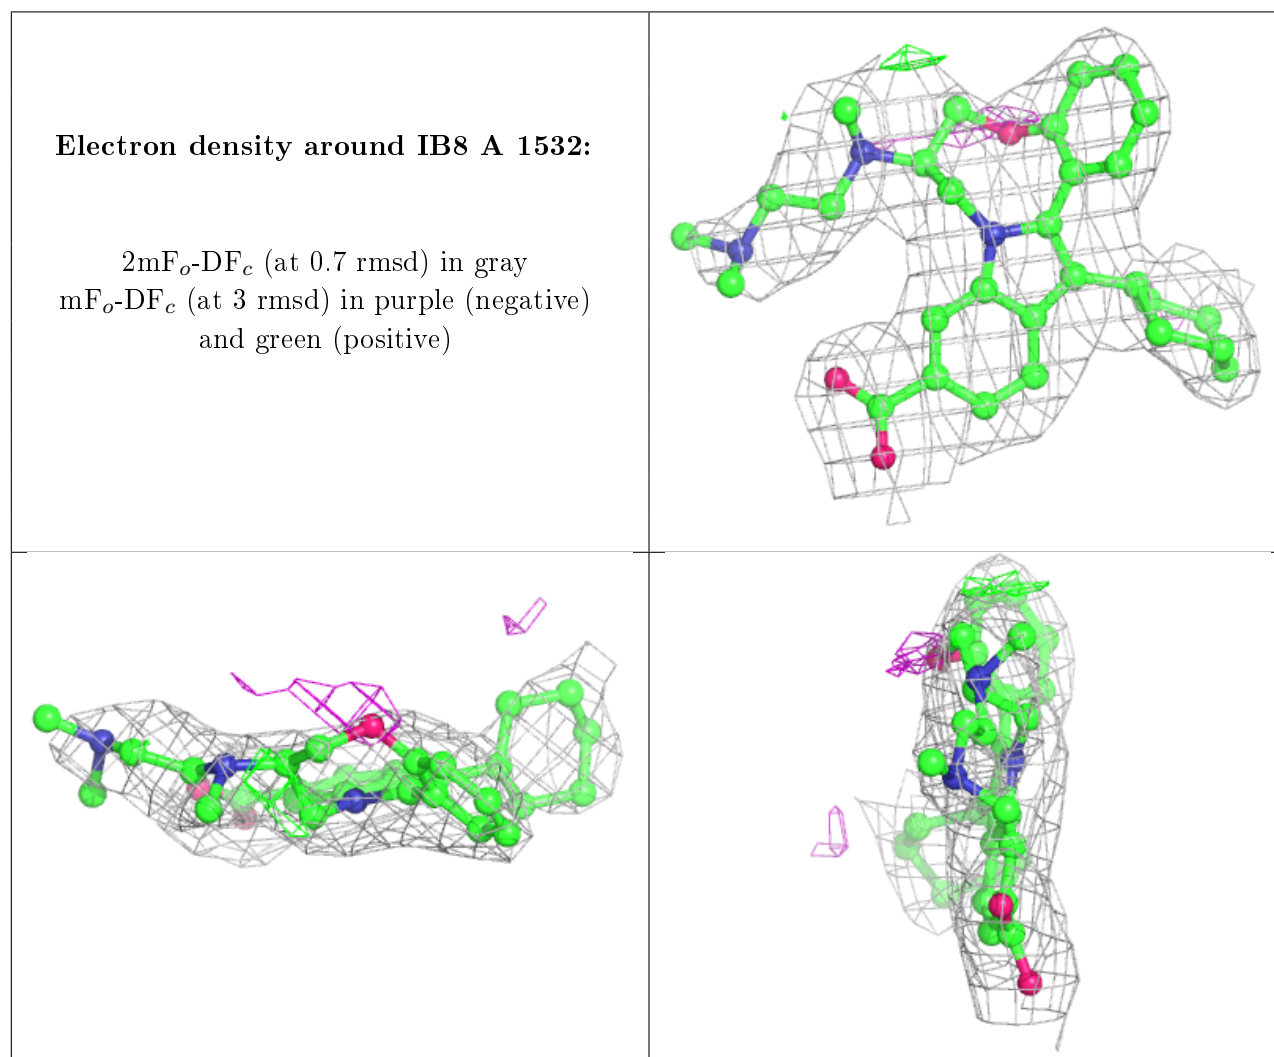 Electron density around IB8 A 1532:
2mFo-DFc (at 0.7 rmsd) in gray
mFo-DFc (at 3 rmsd) in purple (negative)
and green (positive)